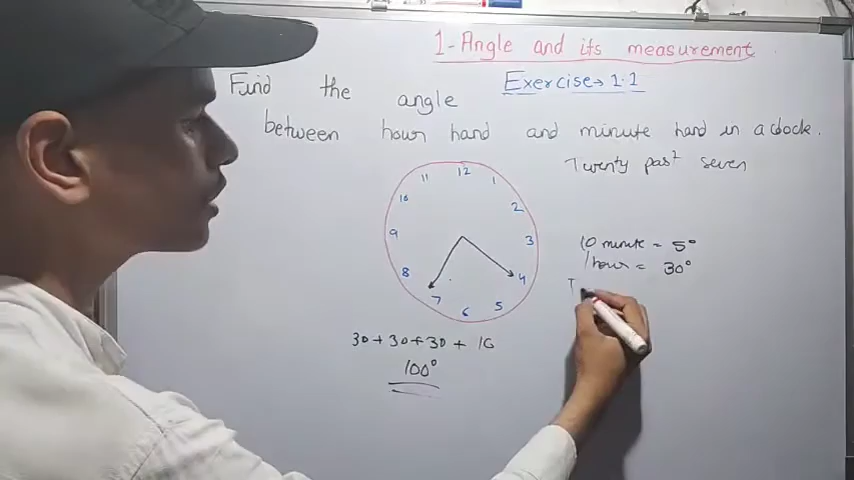 1-Angle and its measurement
Exercise → 1.1
Find the angle
between hour hand and minute hand in a clock.
Twenty past seven
12
11 1
10 2
9 3
8 4
7 5
6
10 minute = 5°
1 hour = 30°
T
30 + 30 + 30 + 10
100°